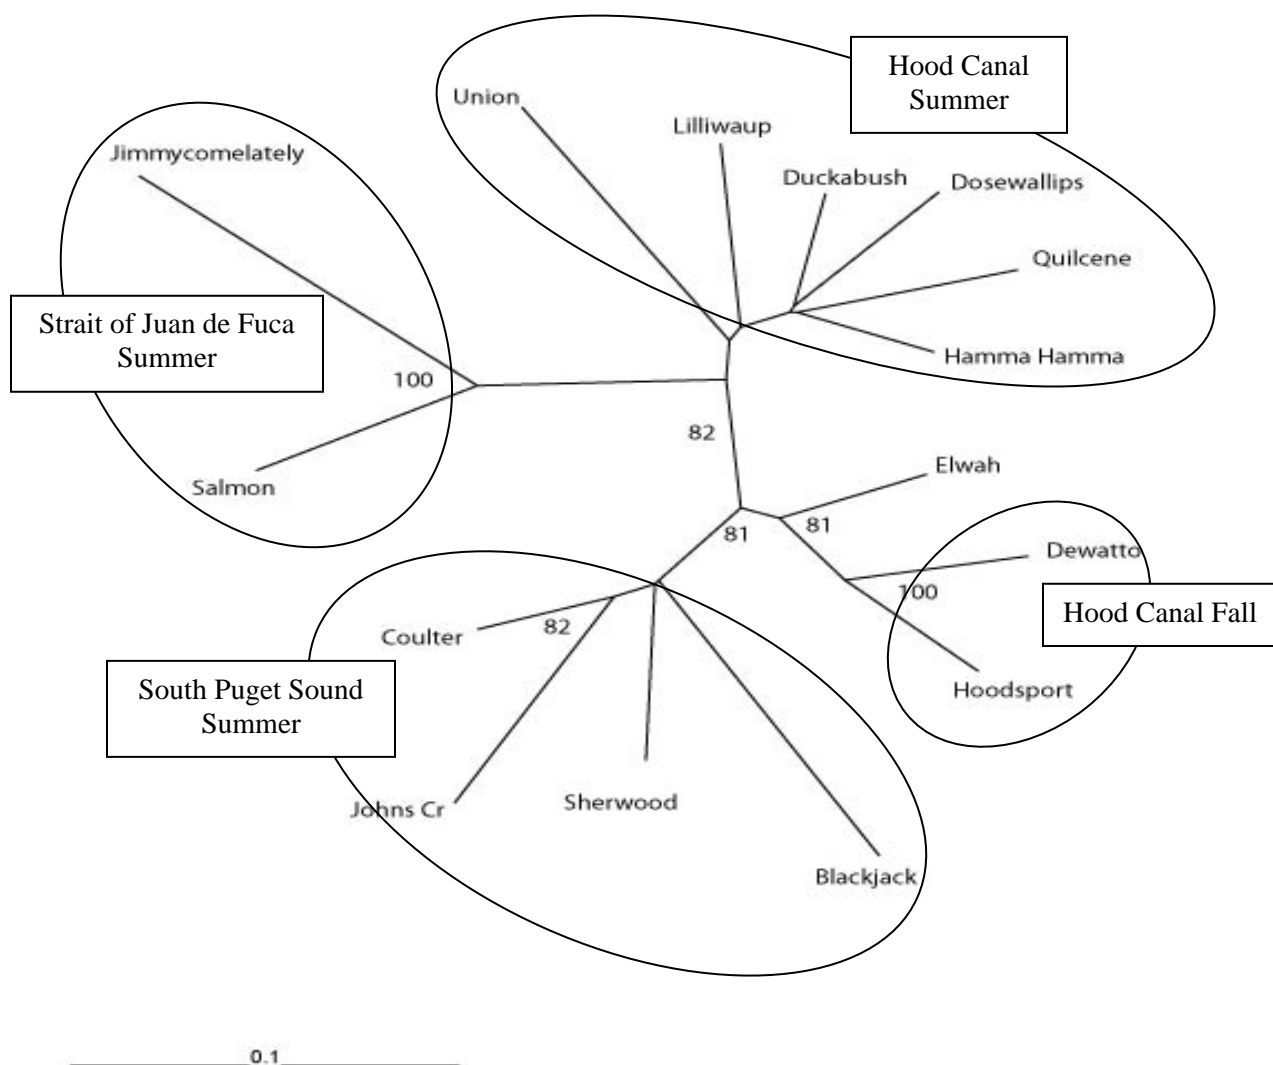 Hood Canal
Summer
Union
Lilliwaup
Jimmycomelately
Duckabush
Dosewallips
Quilcene
Strait of Juan de Fuca
Summer
Hamma Hamma
100
82
Salmon
Elwah
81
81
Dewatto
100
Hood Canal Fall
Coulter
82
South Puget Sound
Summer
Hoodsport
Johns Cr
Sherwood
Blackjack
0.1